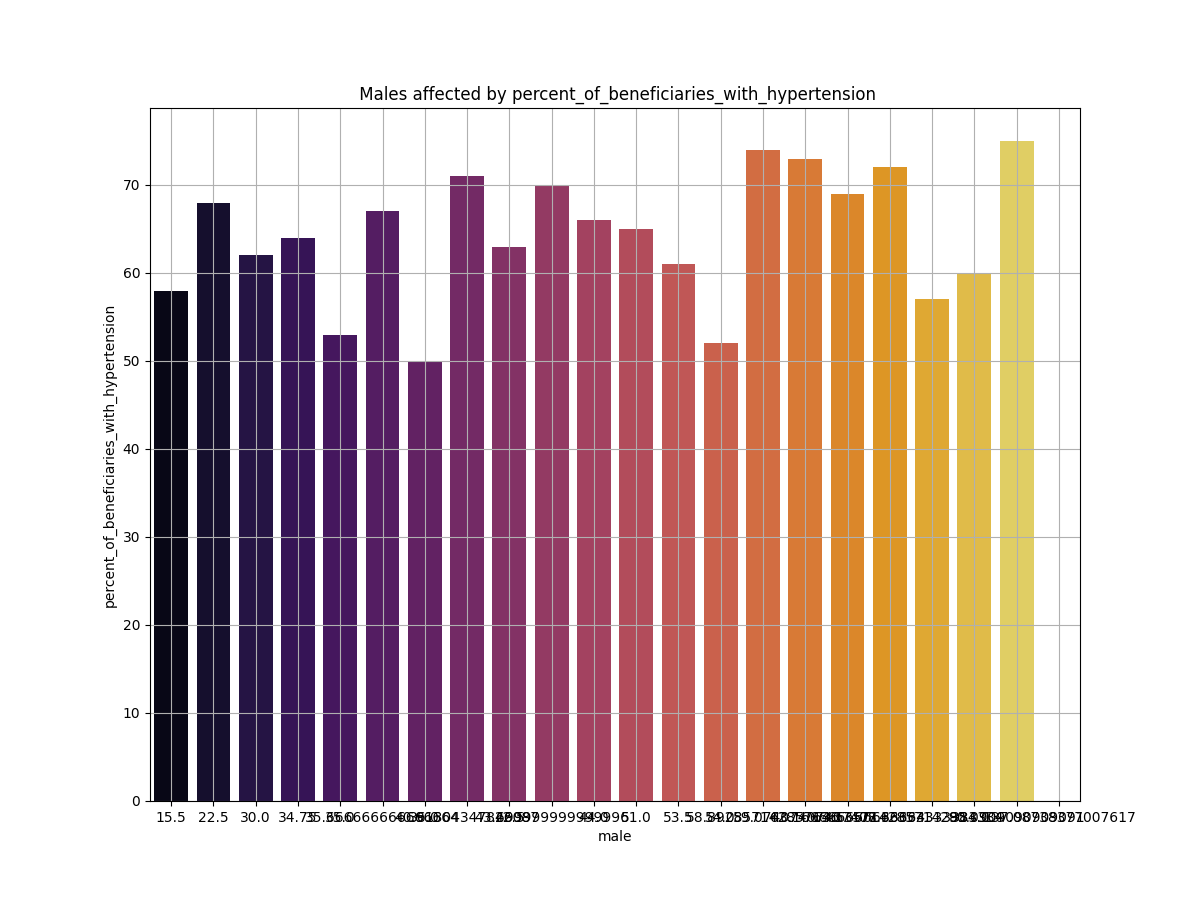 Males affected by percent_of_beneficiaries_with_hypertension
percent_of_beneficiaries_with_hypertension
70
60
50
40
30
20
10
0
15.5 22.5 30.0 34.75 51.0 53.5
male